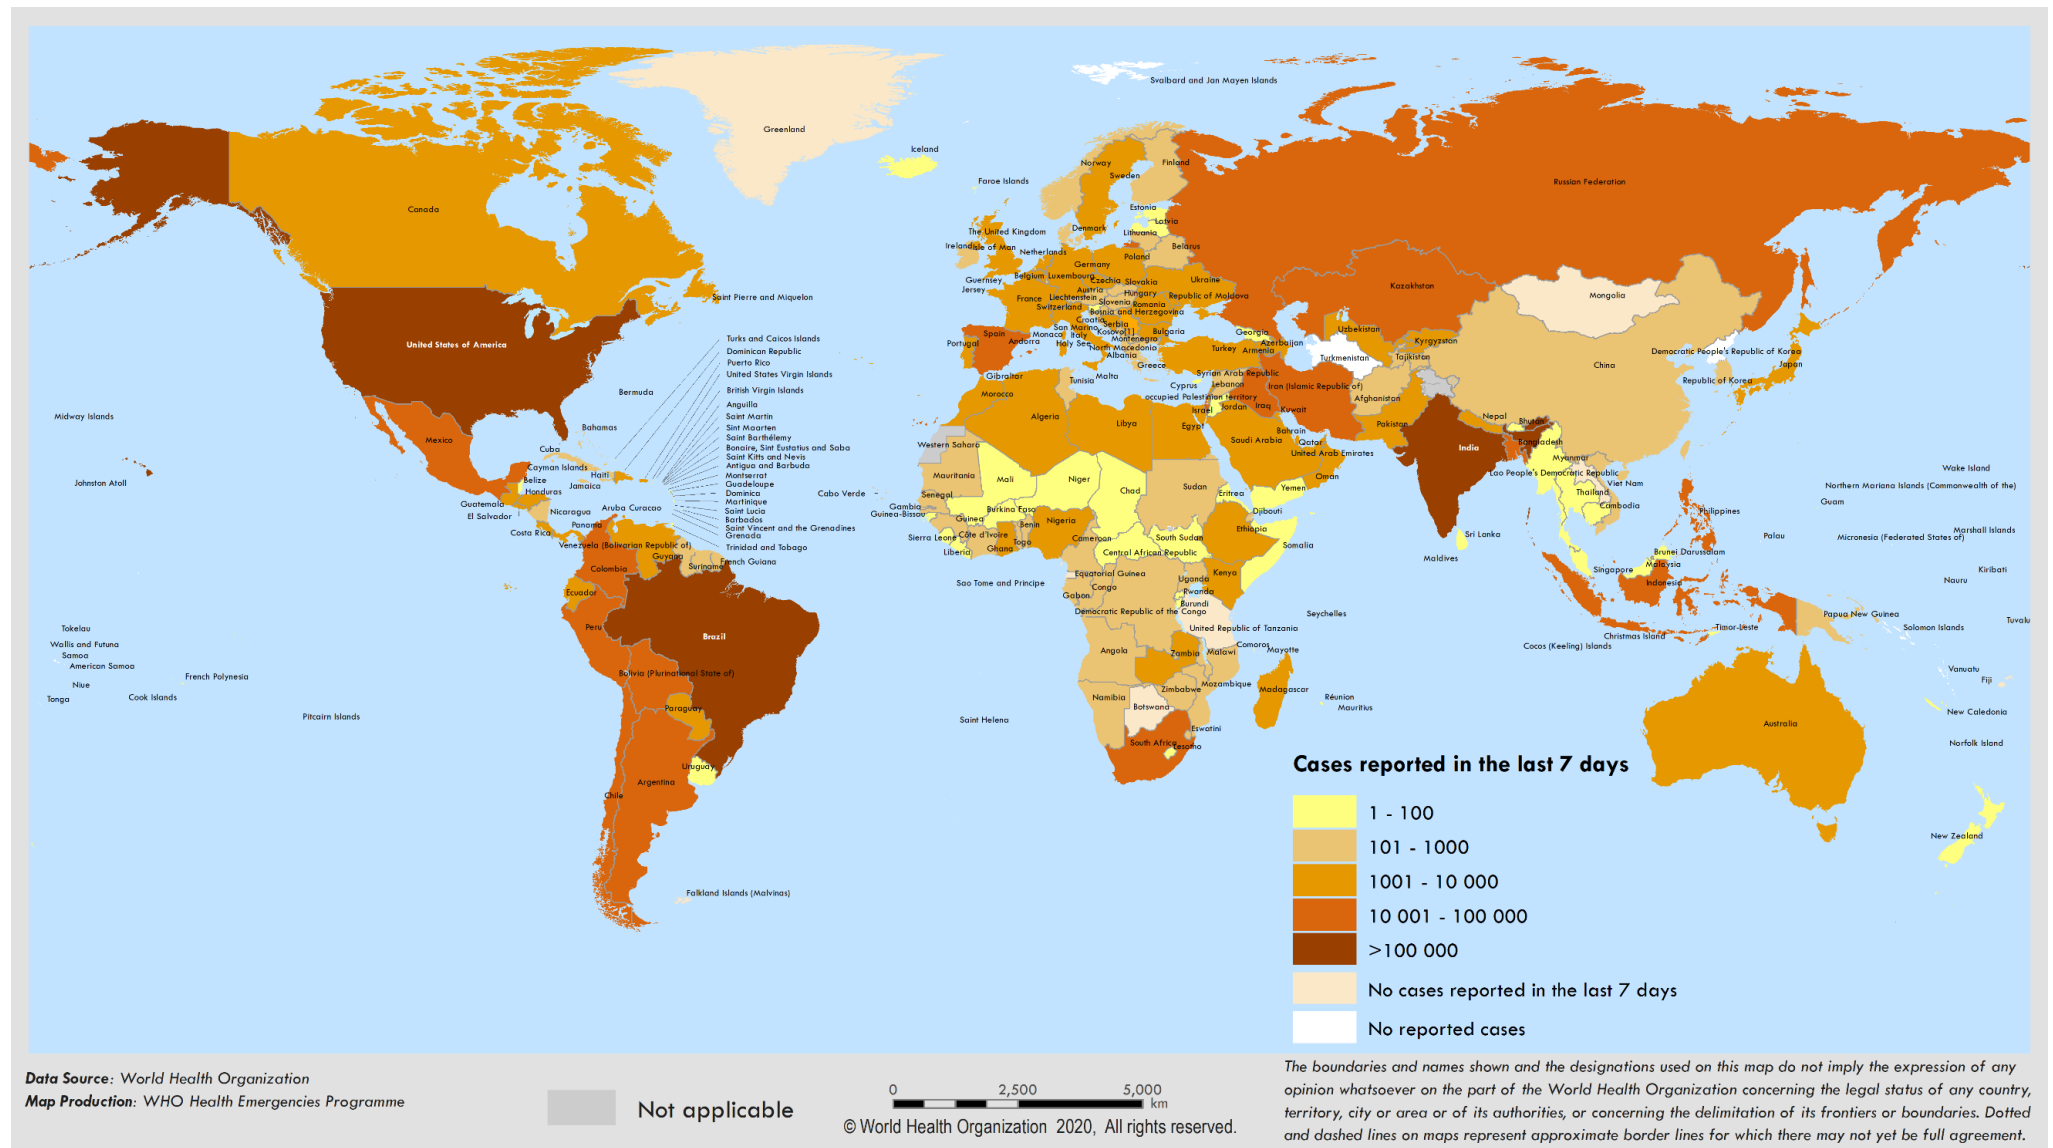 Svalbard and Jan Mayen Islands
Greenland
Iceland
Faroe Islands
Norway
Sweden
Finland
Russian Federation
Canada
Estonia
Latvia
Lithuania
Denmark
The United Kingdom
Ireland
Isle of Man
Netherlands
Belarus
Poland
Germany
Belgium
Luxembourg
Czechia
Slovakia
Ukraine
Guernsey
Jersey
Austria
Hungary
France
Liechtenstein
Slovenia
Republic of Moldova
Switzerland
Romania
Bosnia and Herzegovina
Croatia
Serbia
San Marino
Kosovo[1]
Bulgaria
Spain
Andorra
Monaco
Italy
Montenegro
Portugal
Holy See
North Macedonia
Albania
Greece
Turkey
Georgia
Armenia
Azerbaijan
Kazakhstan
Mongolia
Uzbekistan
Kyrgyzstan
Turkmenistan
Tajikistan
China
Democratic People's Republic of Korea
Republic of Korea
Japan
Saint Pierre and Miquelon
United States of America
Turks and Caicos Islands
Dominican Republic
Puerto Rico
United States Virgin Islands
British Virgin Islands
Anguilla
Saint Martin
Sint Maarten
Saint Barthélemy
Bonaire, Sint Eustatius and Saba
Saint Kitts and Nevis
Antigua and Barbuda
Montserrat
Guadeloupe
Dominica
Martinique
Saint Lucia
Barbados
Saint Vincent and the Grenadines
Grenada
Trinidad and Tobago
Bermuda
Midway Islands
Bahamas
Mexico
Cuba
Cayman Islands
Haiti
Belize
Jamaica
Honduras
Guatemala
El Salvador
Nicaragua
Aruba
Curacao
Costa Rica
Panama
Venezuela (Bolivarian Republic of)
Guyana
Suriname
French Guiana
Colombia
Ecuador
Peru
Brazil
Bolivia (Plurinational State of)
Paraguay
Uruguay
Argentina
Chile
Falkland Islands (Malvinas)
Johnston Atoll
Tokelau
Wallis and Futuna
Samoa
American Samoa
Niue
Tonga
Cook Islands
French Polynesia
Pitcairn Islands
Gibraltar
Malta
Tunisia
Cyprus
Syrian Arab Republic
Lebanon
occupied Palestinian territory
Israel
Jordan
Iraq
Kuwait
Iran (Islamic Republic of)
Afghanistan
Pakistan
Morocco
Algeria
Libya
Egypt
Saudi Arabia
Bahrain
Qatar
United Arab Emirates
Oman
Yemen
Western Sahara
Mauritania
Mali
Niger
Chad
Sudan
Eritrea
Djibouti
Cabo Verde
Senegal
Gambia
Guinea-Bissau
Guinea
Burkina Faso
Benin
Nigeria
Sierra Leone
Côte d'Ivoire
Togo
Liberia
Ghana
Cameroon
Central African Republic
South Sudan
Ethiopia
Somalia
Sao Tome and Principe
Equatorial Guinea
Gabon
Congo
Democratic Republic of the Congo
Uganda
Kenya
Rwanda
Burundi
United Republic of Tanzania
Seychelles
Angola
Zambia
Malawi
Comoros
Mayotte
Namibia
Zimbabwe
Mozambique
Madagascar
Réunion
Mauritius
Botswana
Eswatini
South Africa
Lesotho
Saint Helena
Nepal
Bhutan
India
Bangladesh
Myanmar
Lao People's Democratic Republic
Viet Nam
Thailand
Cambodia
Philippines
Sri Lanka
Maldives
Brunei Darussalam
Malaysia
Singapore
Indonesia
Timor-Leste
Christmas Island
Cocos (Keeling) Islands
Papua New Guinea
Wake Island
Northern Mariana Islands (Commonwealth of the)
Guam
Marshall Islands
Micronesia (Federated States of)
Palau
Kiribati
Nauru
Solomon Islands
Tuvalu
Vanuatu
Fiji
New Caledonia
Norfolk Island
Australia
New Zealand
Cases reported in the last 7 days
1 - 100
101 - 1000
1001 - 10 000
10 001 - 100 000
>100 000
No cases reported in the last 7 days
No reported cases
Data Source: World Health Organization
Map Production: WHO Health Emergencies Programme
Not applicable
0 2,500 5,000
km
© World Health Organization 2020, All rights reserved.
The boundaries and names shown and the designations used on this map do not imply the expression of any
opinion whatsoever on the part of the World Health Organization concerning the legal status of any country,
territory, city or area or of its authorities, or concerning the delimitation of its frontiers or boundaries. Dotted
and dashed lines on maps represent approximate border lines for which there may not yet be full agreement.